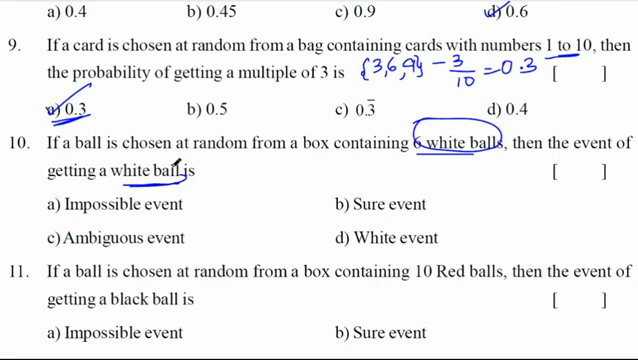 a) 0.4 b) 0.45 c) 0.9 d) 0.6
9. If a card is chosen at random from a bag containing cards with numbers 1 to 10, then
the probability of getting a multiple of 3 is {3,6,9} - 3/10 = 0.3 [ ]
a) 0.3 b) 0.5 c) 0.3̅ d) 0.4
10. If a ball is chosen at random from a box containing 6 white balls, then the event of
getting a white ball is [ ]
a) Impossible event b) Sure event
c) Ambiguous event d) White event
11. If a ball is chosen at random from a box containing 10 Red balls, then the event of
getting a black ball is [ ]
a) Impossible event b) Sure event